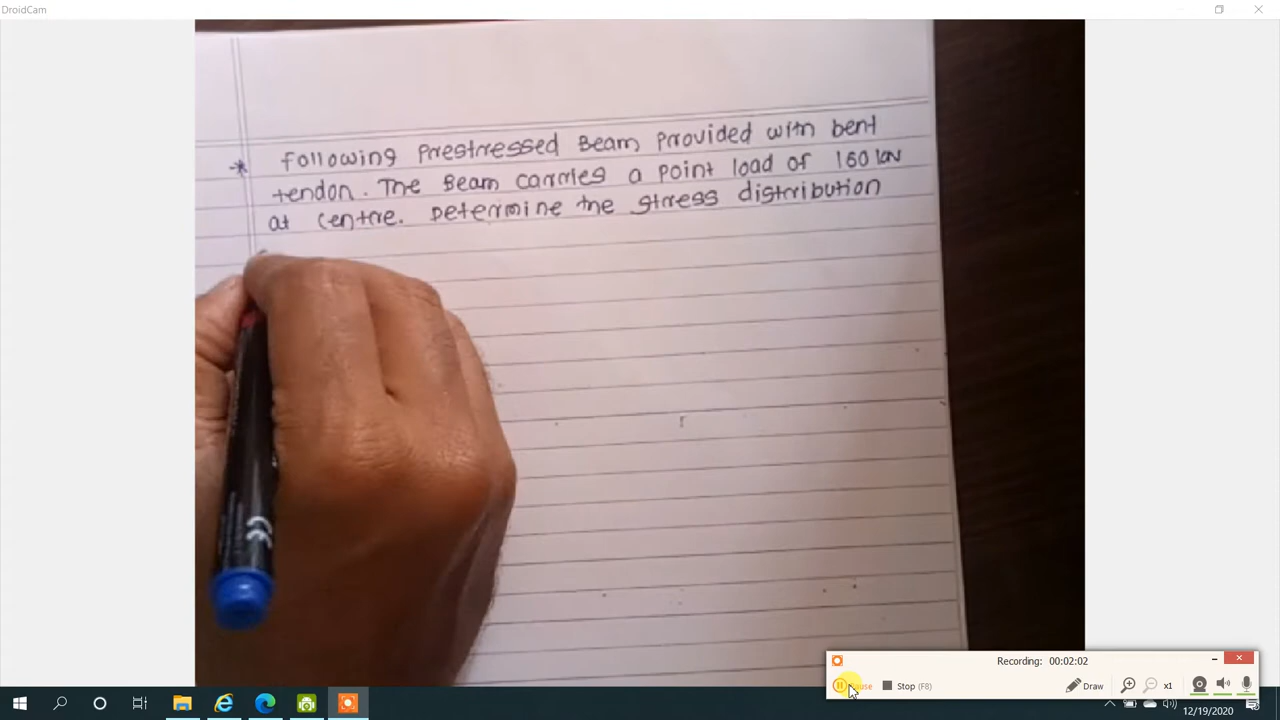 DroidCam
* Following Prestressed Beam Provided with bent
tendon. The Beam carries a point load of 160 kN
at centre. Determine the stress distribution
Recording: 00:02:02
Stop (F8)
Draw
x1
12/19/2020